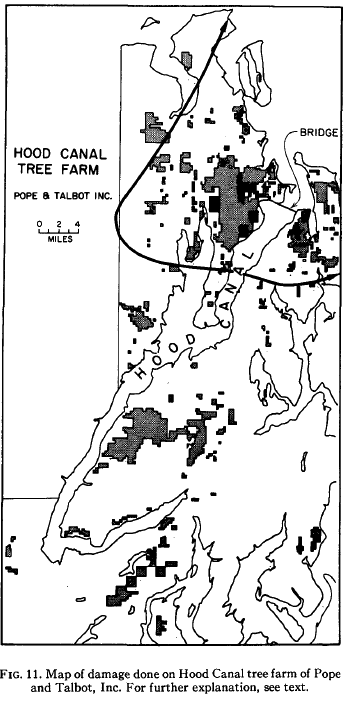 BRIDGE
HOOD CANAL
TREE FARM
POPE & TALBOT INC.
0 2 4
MILES
HOOD CANAL
FIG. 11. Map of damage done on Hood Canal tree farm of Pope
and Talbot, Inc. For further explanation, see text.